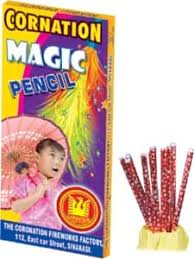 CORNATION
MAGIC
PENCIL
THE CORONATION FIREWORKS FACTORY,
112, East car Street, SIVAKASI.